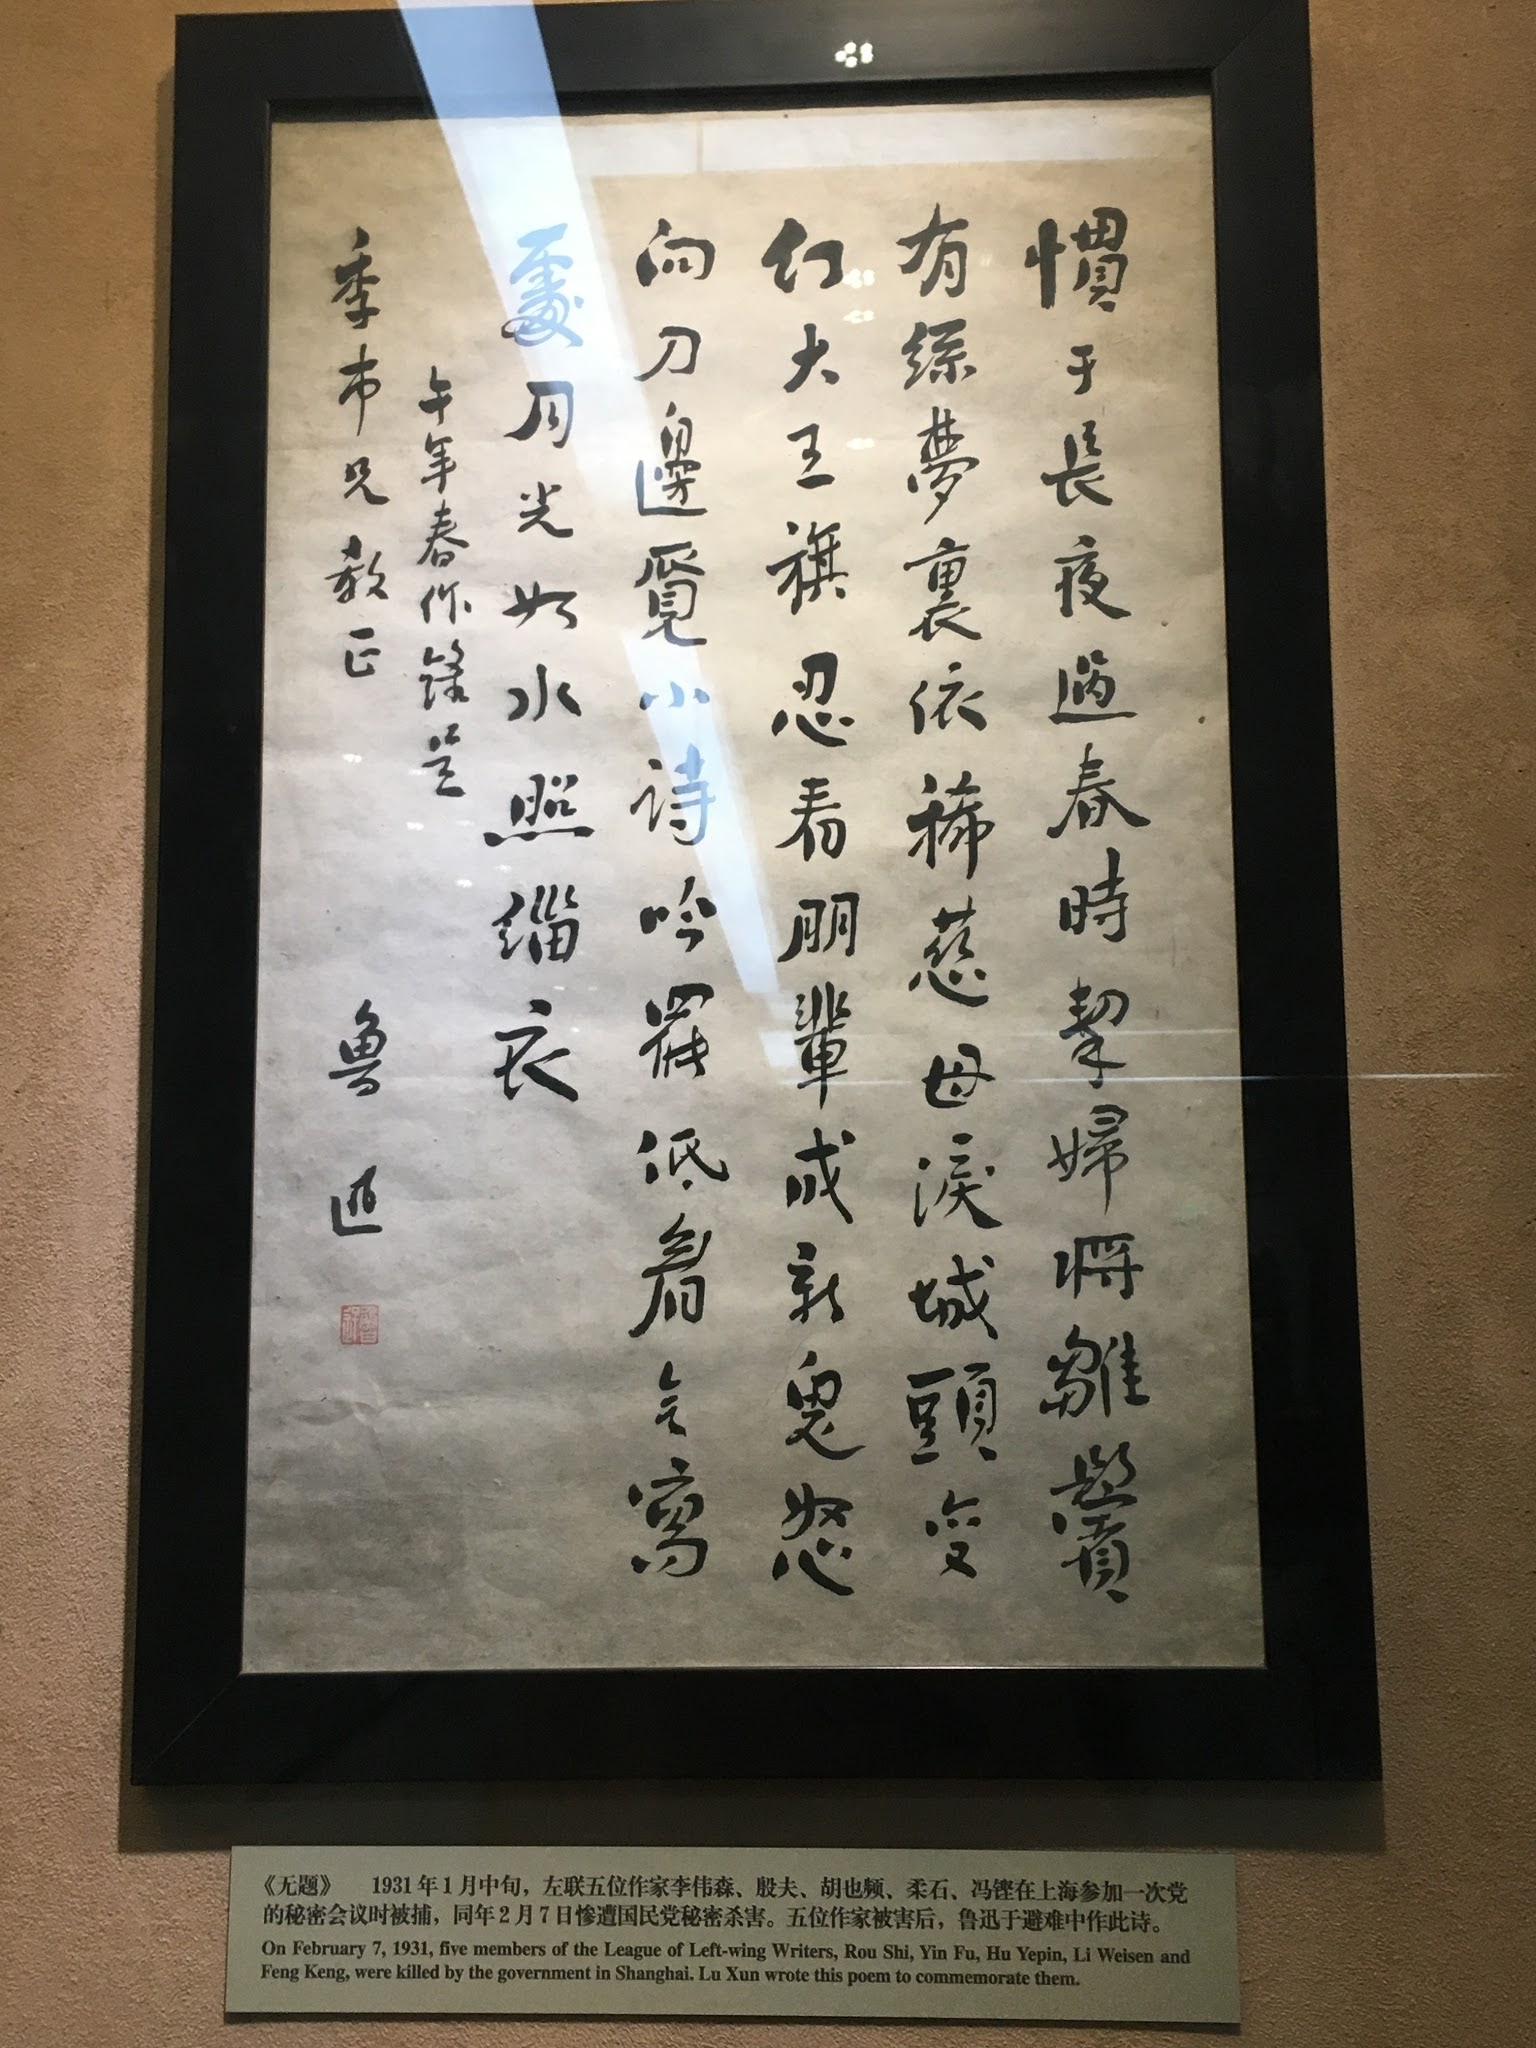 慣于長夜過春時挈婦將雛鬢
有絲夢裏依稀慈母淚城頭變
幻大王旗忍看朋輩成新鬼怒
向刀邊覓小詩吟罷低眉無寫
處月光如水照緇衣
午年春作錄呈
季市兄教正 魯迅
《无题》 1931年1月中旬，左联五位作家李伟森、殷夫、胡也频、柔石、冯铿在上海参加一次党
的秘密会议时被捕，同年2月7日惨遭国民党秘密杀害。五位作家被害后，鲁迅于避难中作此诗。
On February 7, 1931, five members of the League of Left-wing Writers, Rou Shi, Yin Fu, Hu Yepin, Li Weisen and
Feng Keng, were killed by the government in Shanghai. Lu Xun wrote this poem to commemorate them.